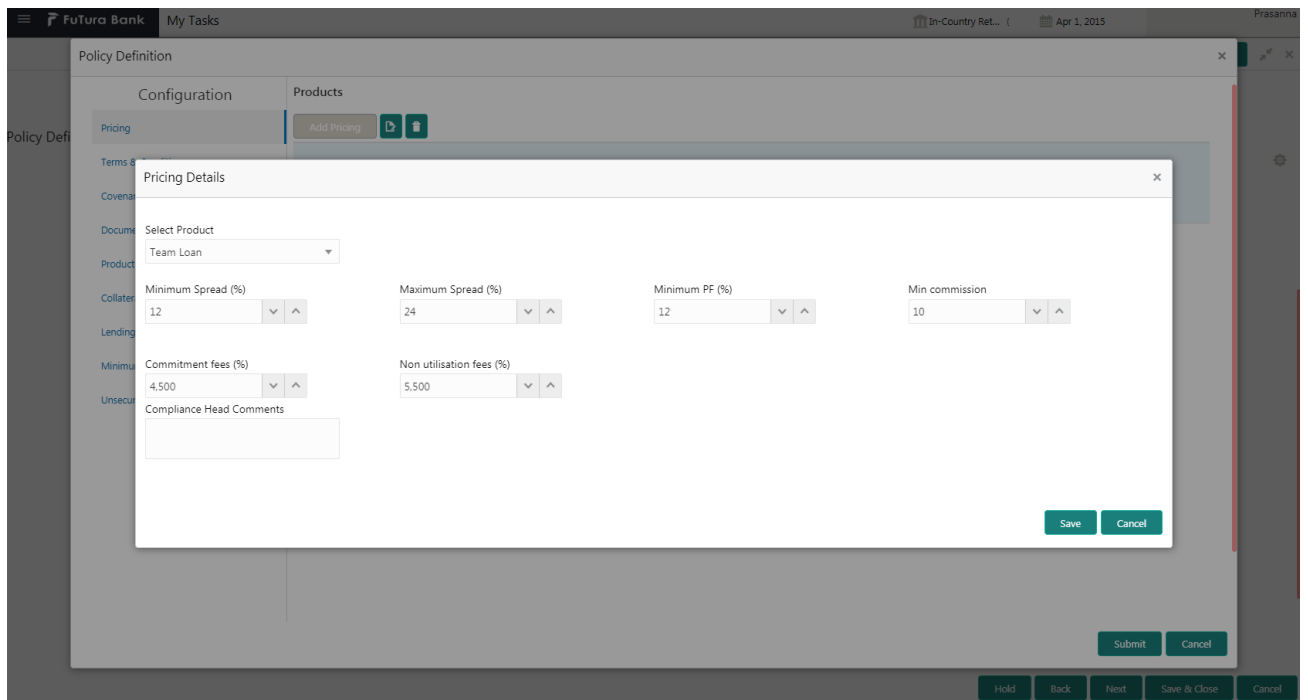 FuTura Bank My Tasks In-Country Ret... ( Apr 1, 2015 Prasanna
Policy Definition
Configuration Products
Policy Defi
Pricing Add Pricing
Terms &
Pricing Details
Covenan
Docume
Select Product
Team Loan
Product
Minimum Spread (%) Maximum Spread (%) Minimum PF (%) Min commission
Collater
12 24 12 10
Lending
Minimu
Commitment fees (%) Non utilisation fees (%)
4,500 5,500
Unsecur
Compliance Head Comments
Save Cancel
Submit Cancel
Hold Back Next Save & Close Cancel